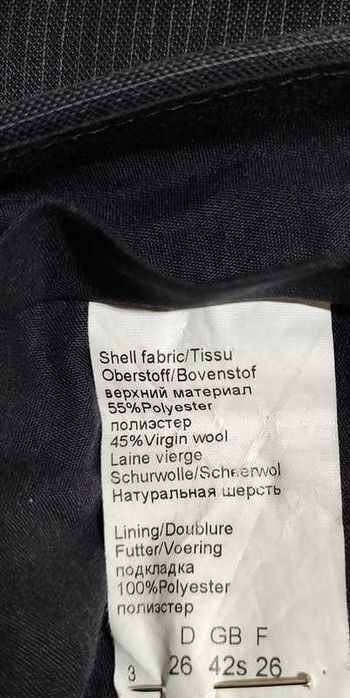 Shell fabric/Tissu
Oberstoff/Bovenstof
верхний материал
55%Polyester
полиэстер
45%Virgin wool
Laine vierge
Schurwolle/Scheerwol
Натуральная шерсть
Lining/Doublure
Futter/Voering
подкладка
100%Polyester
полиэстер
D GB F
3 26 42s 26